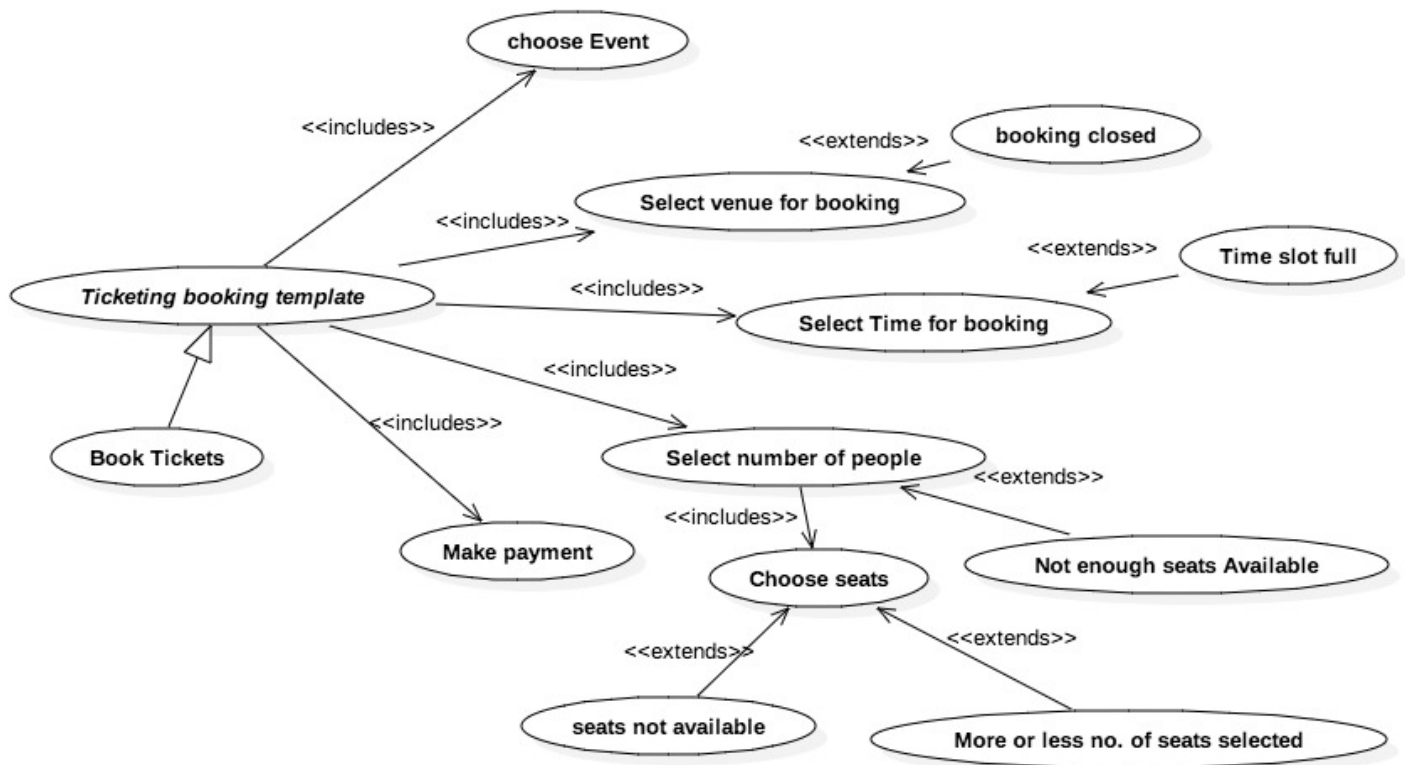 choose Event
<<includes>>
<<extends>>
booking closed
Select venue for booking
<<includes>>
<<extends>>
Time slot full
Ticketing booking template
<<includes>>
Select Time for booking
<<includes>>
<<includes>>
Book Tickets
Select number of people
<<extends>>
<<includes>>
Make payment
Choose seats
Not enough seats Available
<<extends>>
<<extends>>
seats not available
More or less no. of seats selected